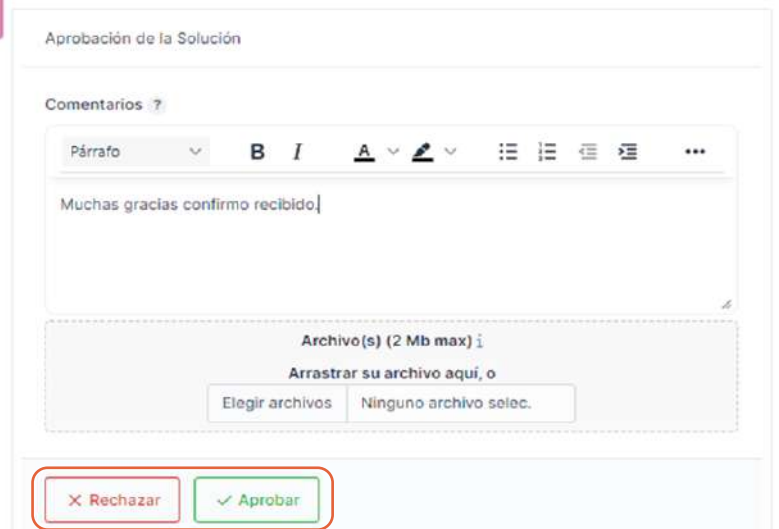 Aprobación de la Solución
Comentarios ?
Párrafo B I A
Muchas gracias confirmo recibido.
Archivo(s) (2 Mb max) i
Arrastrar su archivo aquí, o
Elegir archivos Ninguno archivo selec.
Rechazar Aprobar